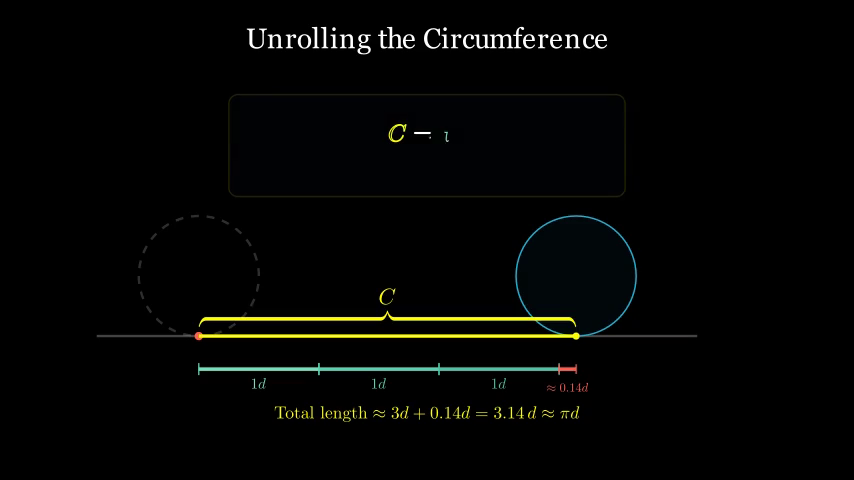 Unrolling the Circumference
C
C
1d 1d 1d ≈ 0.14d
Total length ≈ 3d + 0.14d = 3.14 d ≈ πd